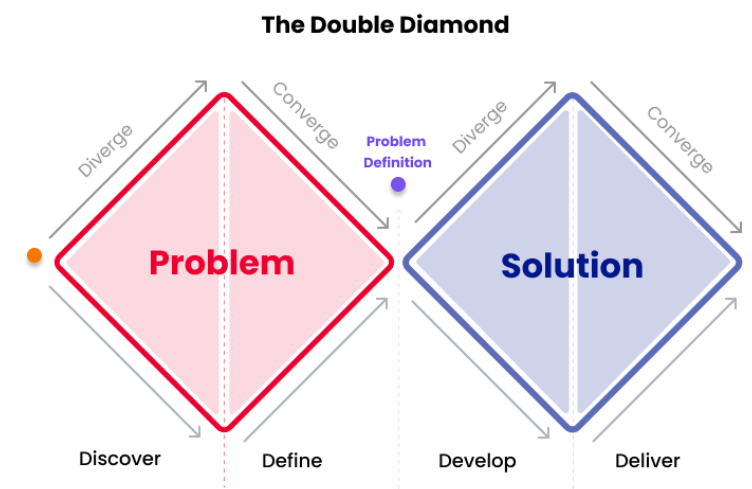 The Double Diamond
Diverge
Converge
Problem
Definition
Diverge
Converge
Problem
Solution
Discover
Define
Develop
Deliver